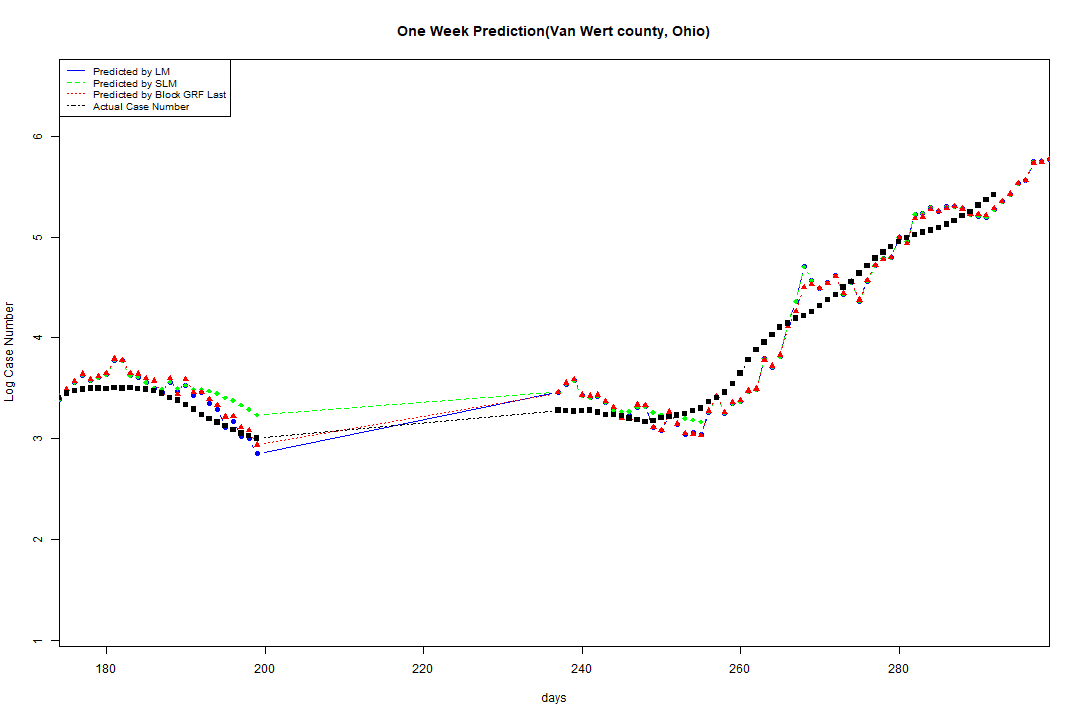 One Week Prediction(Van Wert county, Ohio)
Predicted by LM
Predicted by SLM
Predicted by Block GRF Last
Actual Case Number
Log Case Number
6
5
4
3
2
1
180 200 220 240 260 280
days